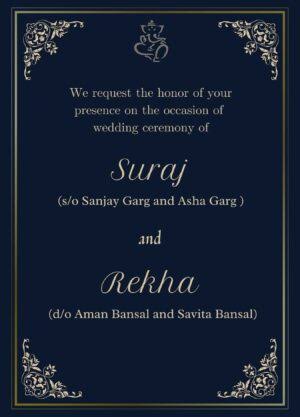 We request the honor of your
presence on the occasion of
wedding ceremony of
Suraj
(s/o Sanjay Garg and Asha Garg )
and
Rekha
(d/o Aman Bansal and Savita Bansal)